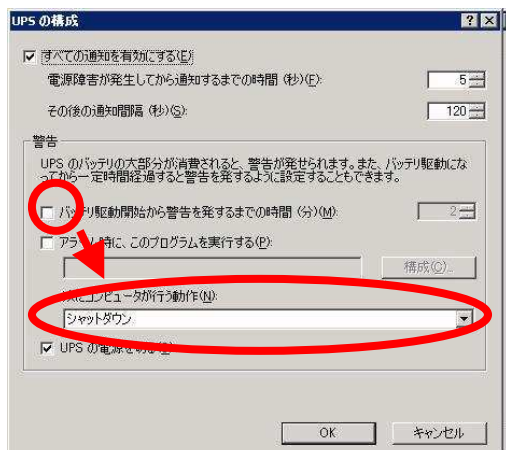 UPS の構成
すべての通知を有効にする(E)
電源障害が発生してから通知するまでの時間 (秒)(F):
5
その後の通知間隔 (秒)(S):
120
警告
UPS のバッテリの大部分が消費されると、警告が発せられます。また、バッテリ駆動にな
ってから一定時間経過すると警告を発するように設定することもできます。
バッテリ駆動開始から警告を発するまでの時間 (分)(M):
2
アラーム時に、このプログラムを実行する(P):
構成(C)...
次にコンピュータが行う動作(N):
シャットダウン
UPS の電源を切る
OK
キャンセル